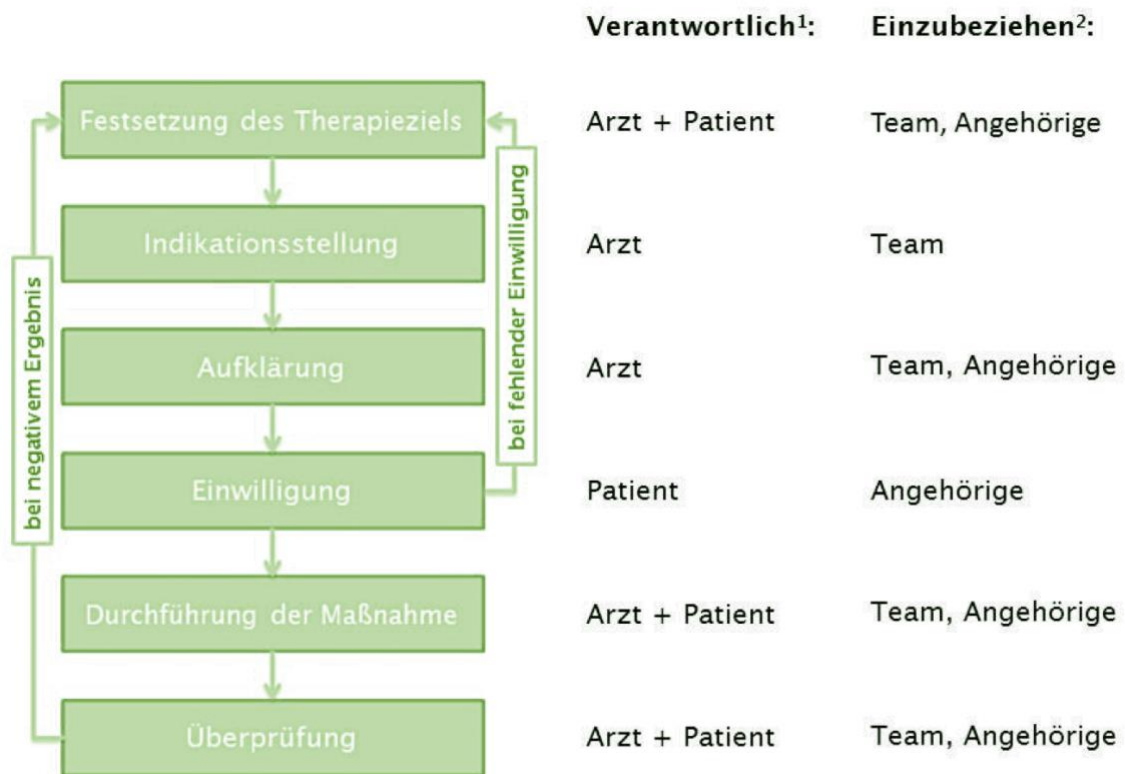 Verantwortlich¹: Einzubeziehen²:
Festsetzung des Therapieziels Arzt + Patient Team, Angehörige
Indikationsstellung Arzt Team
Aufklärung Arzt Team, Angehörige
Einwilligung Patient Angehörige
Durchführung der Maßnahme Arzt + Patient Team, Angehörige
Überprüfung Arzt + Patient Team, Angehörige
bei negativem Ergebnis
bei fehlender Einwilligung